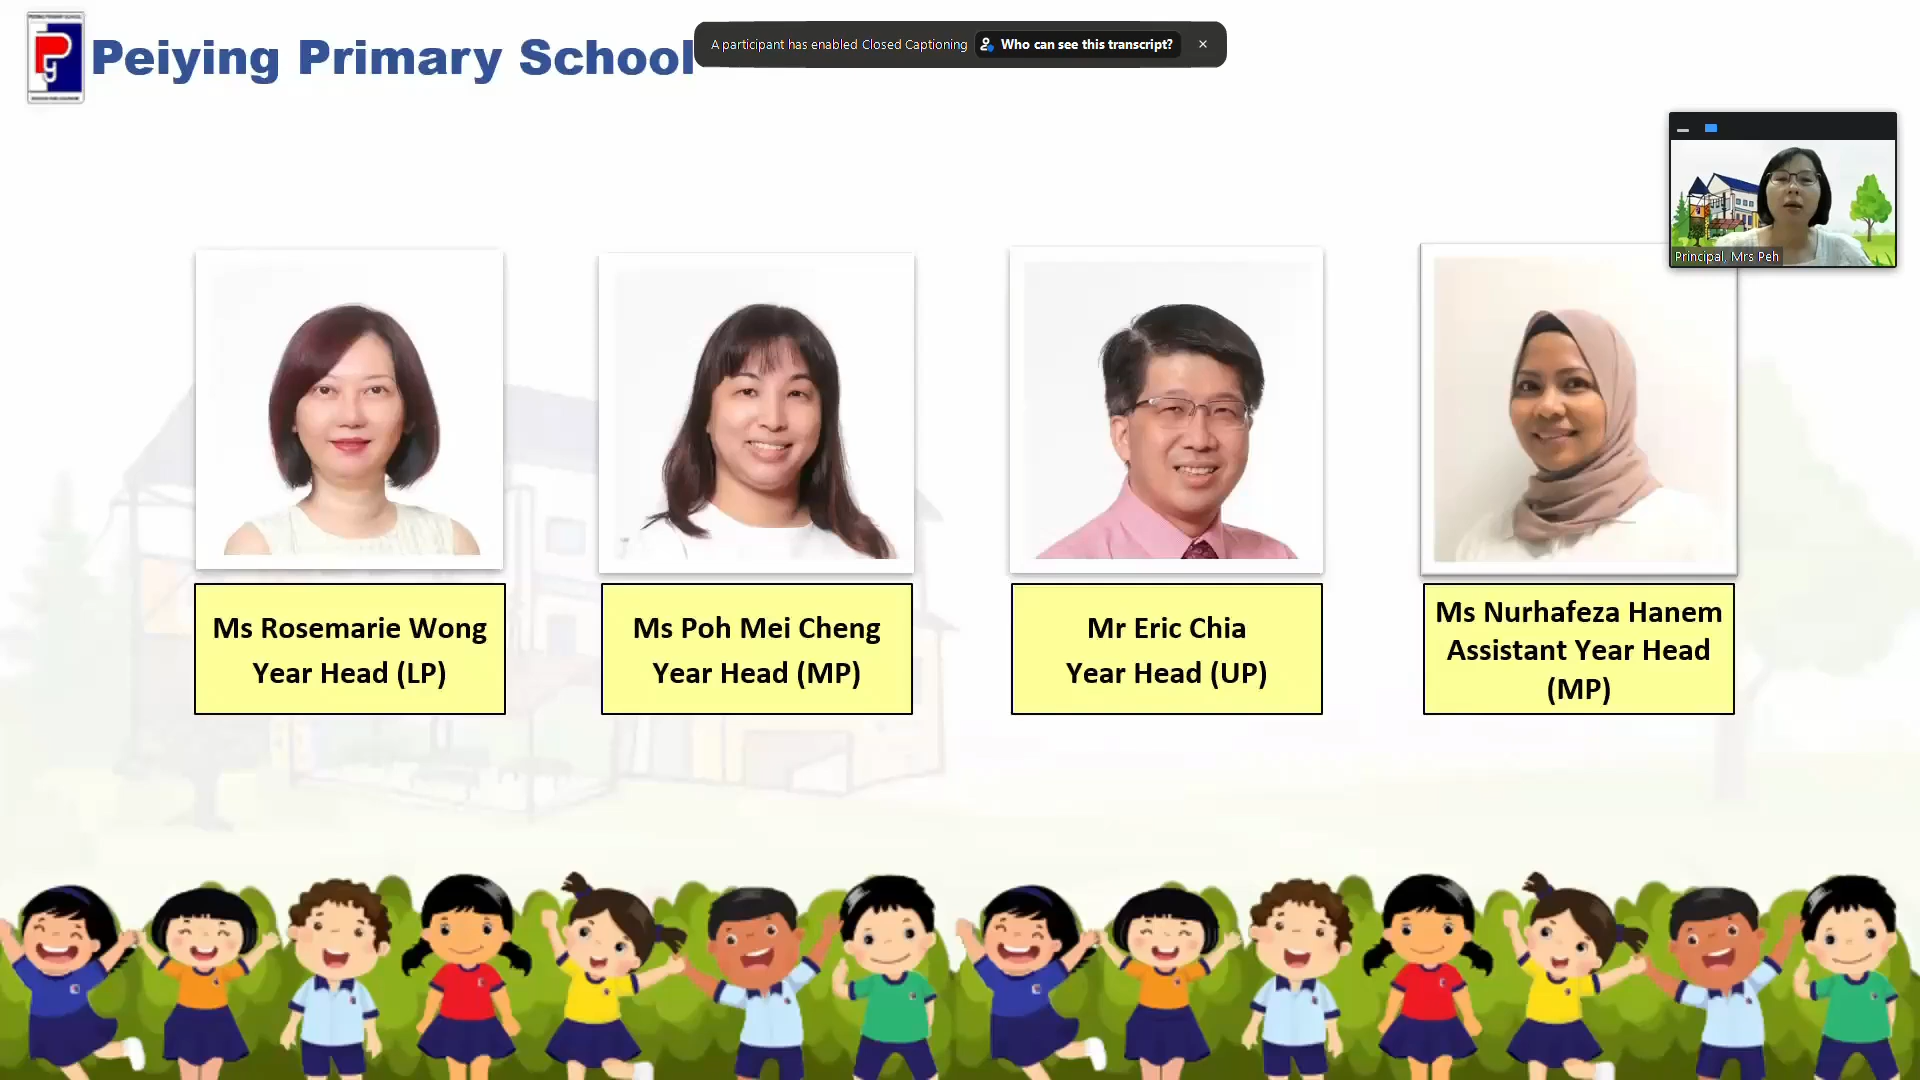 Peiying Primary School
A participant has enabled Closed Captioning Who can see this transcript?
Principal, Mrs Peh
Ms Rosemarie Wong
Year Head (LP)
Ms Poh Mei Cheng
Year Head (MP)
Mr Eric Chia
Year Head (UP)
Ms Nurhafeza Hanem
Assistant Year Head
(MP)